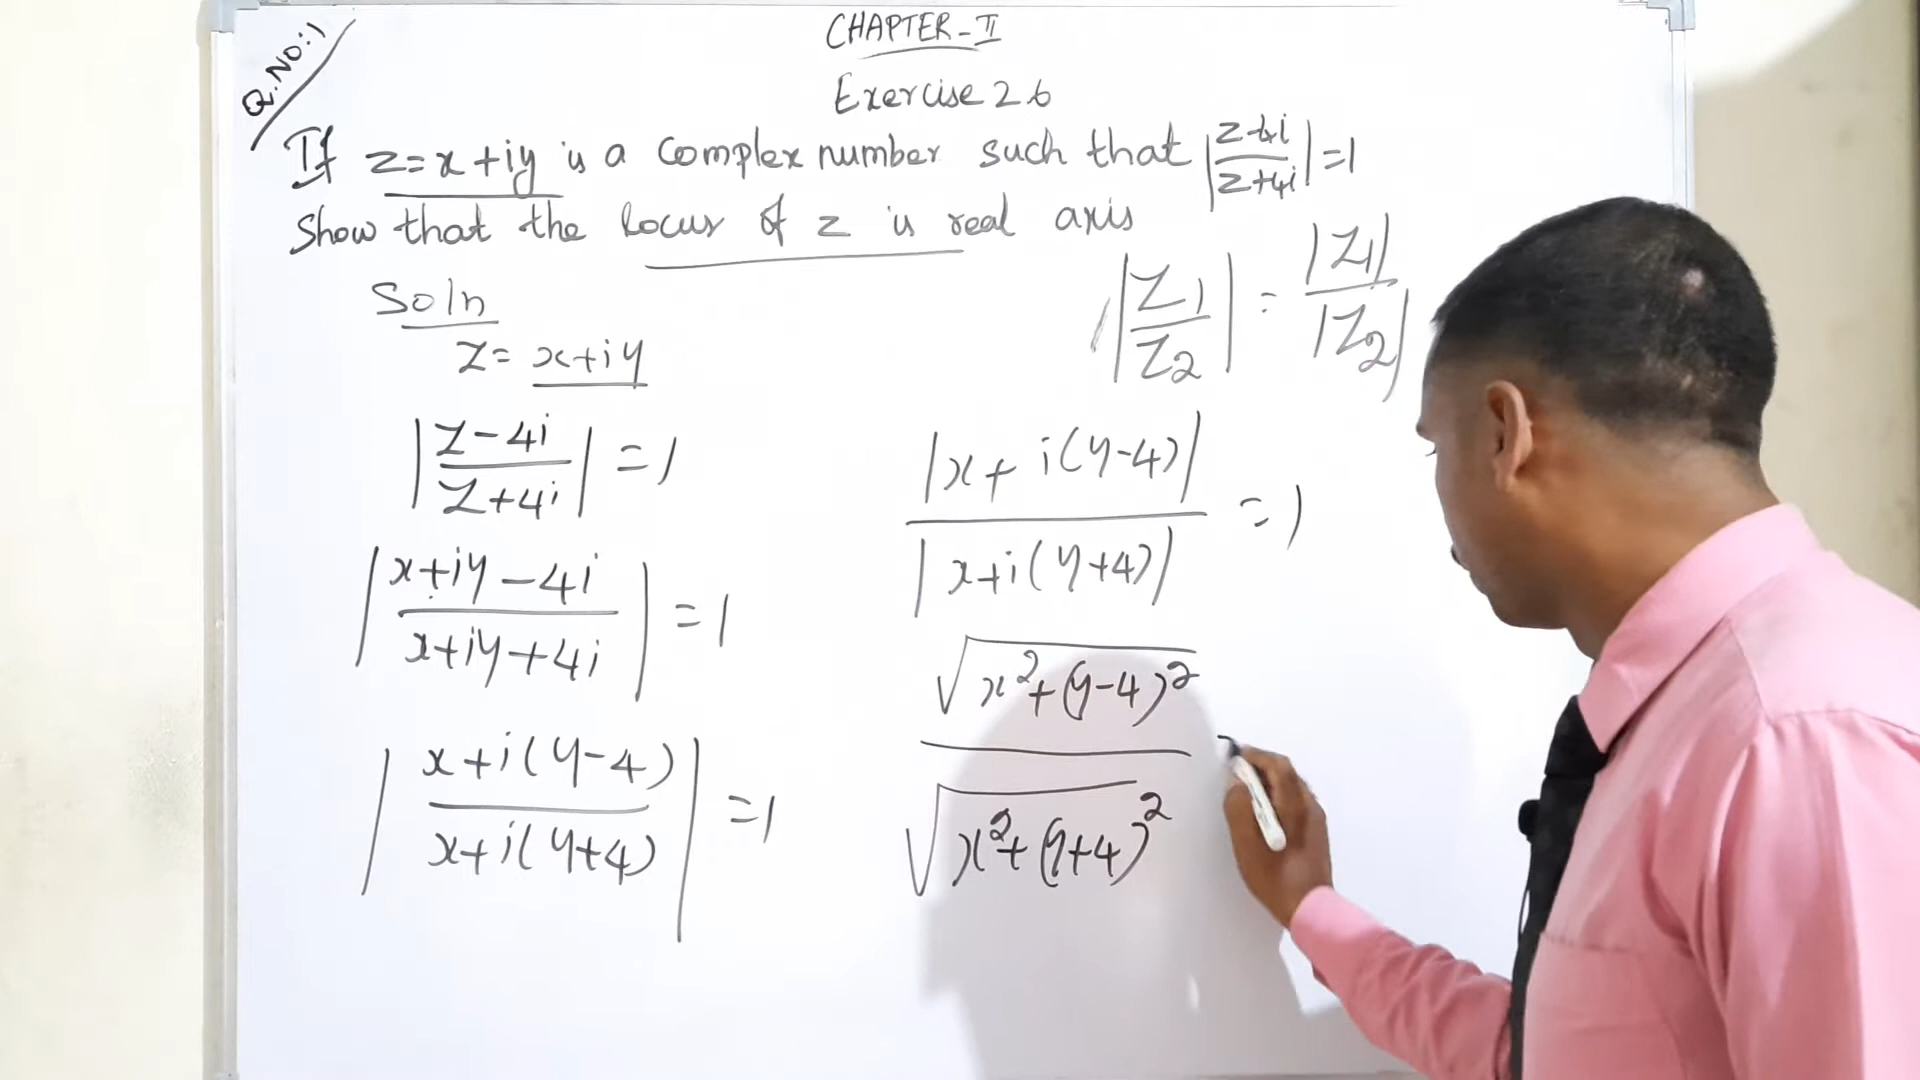 Q.NO:1
CHAPTER-II
Exercise 2.6
If z=x+iy is a complex number such that |z-4i/z+4i|=1
Show that the locus of z is real axis
Soln
z=x+iy
|z-4i/z+4i|=1
|x+iy-4i/x+iy+4i|=1
|x+i(y-4)/x+i(y+4)|=1
|Z1/Z2|=|Z1|/|Z2|
|x+i(y-4)|/|x+i(y+4)|=1
√x²+(y-4)²/√x²+(y+4)²